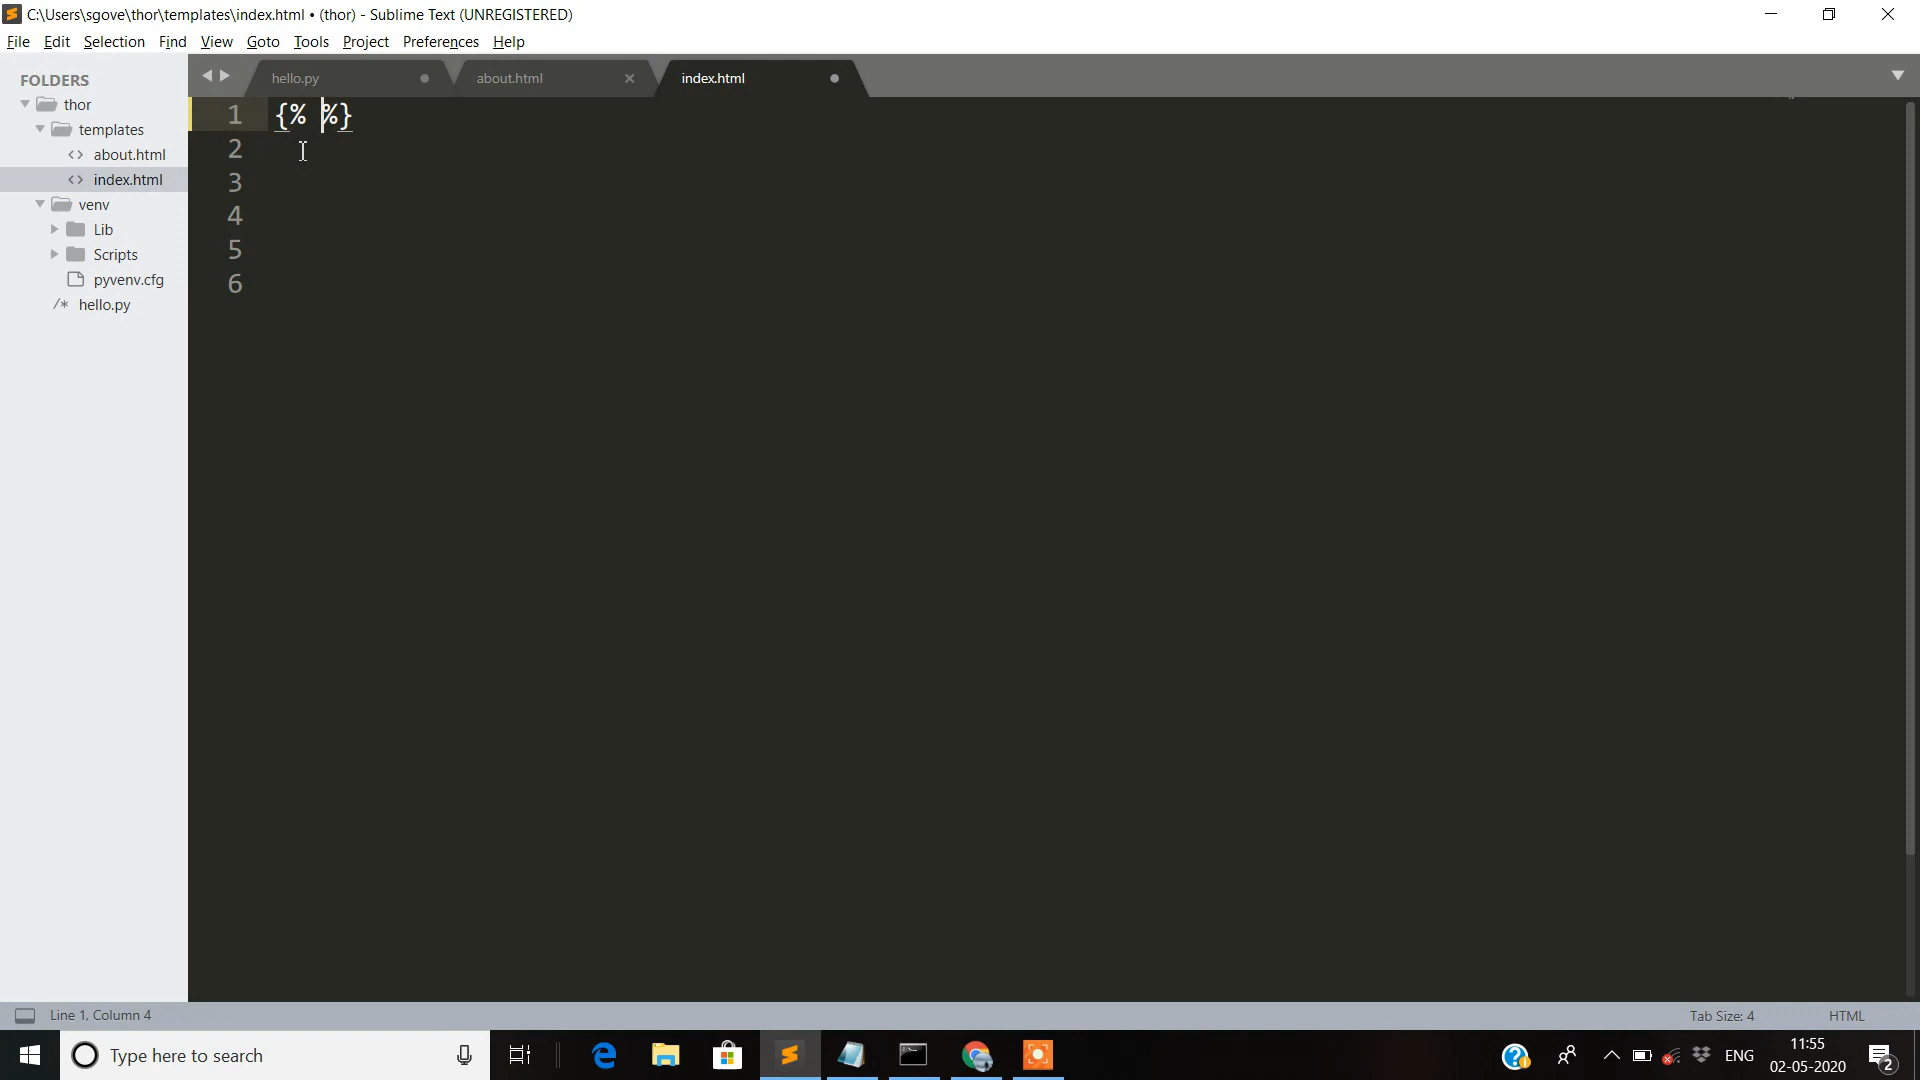 C:\Users\sgove\thor\templates\index.html • (thor) - Sublime Text (UNREGISTERED)
File Edit Selection Find View Goto Tools Project Preferences Help
FOLDERS
thor
templates
about.html
index.html
venv
Lib
Scripts
pyvenv.cfg
hello.py
hello.py about.html index.html
1 {% %}
2
3
4
5
6
Line 1, Column 4 Tab Size: 4 HTML
Type here to search
ENG
11:55
02-05-2020
2